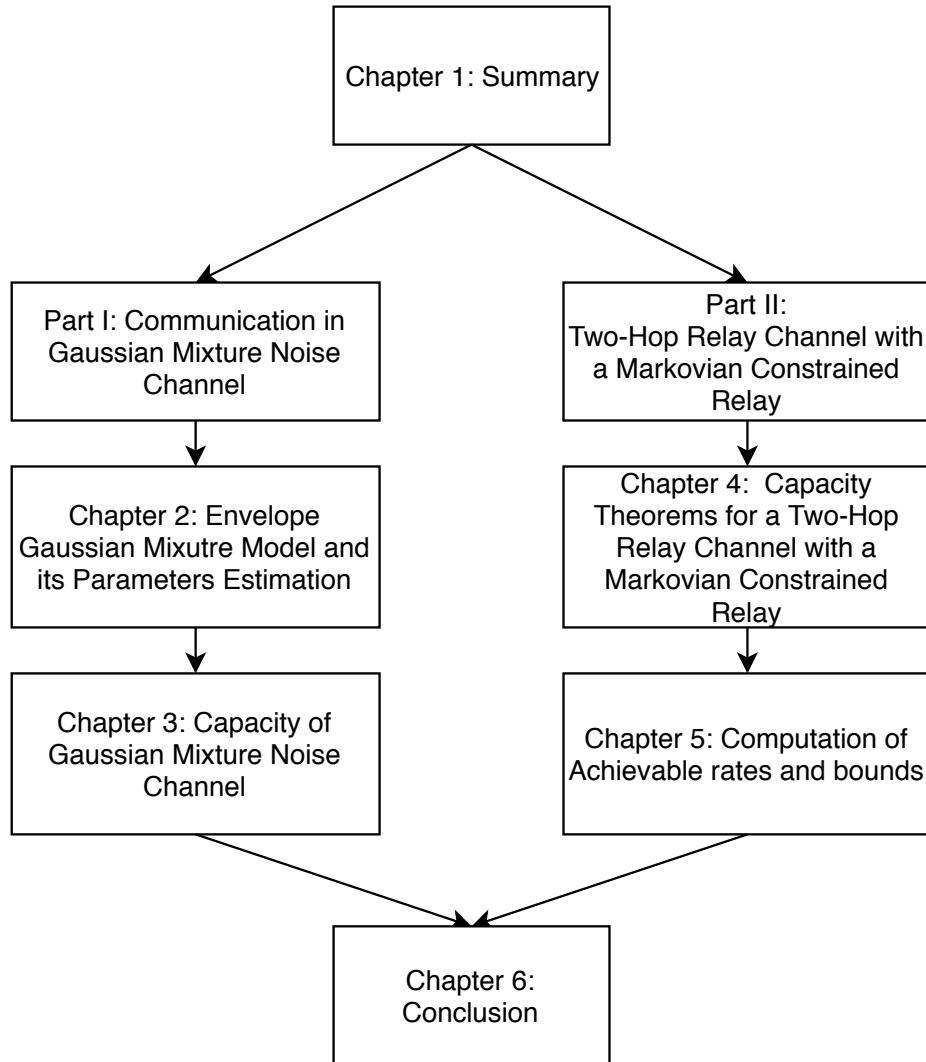 Chapter 1: Summary
Part I: Communication in
Gaussian Mixture Noise
Channel
Part II:
Two-Hop Relay Channel with
a Markovian Constrained
Relay
Chapter 2: Envelope
Gaussian Mixutre Model and
its Parameters Estimation
Chapter 4:  Capacity
Theorems for a Two-Hop
Relay Channel with a
Markovian Constrained
Relay
Chapter 3: Capacity of
Gaussian Mixture Noise
Channel
Chapter 5: Computation of
Achievable rates and bounds
Chapter 6:
Conclusion